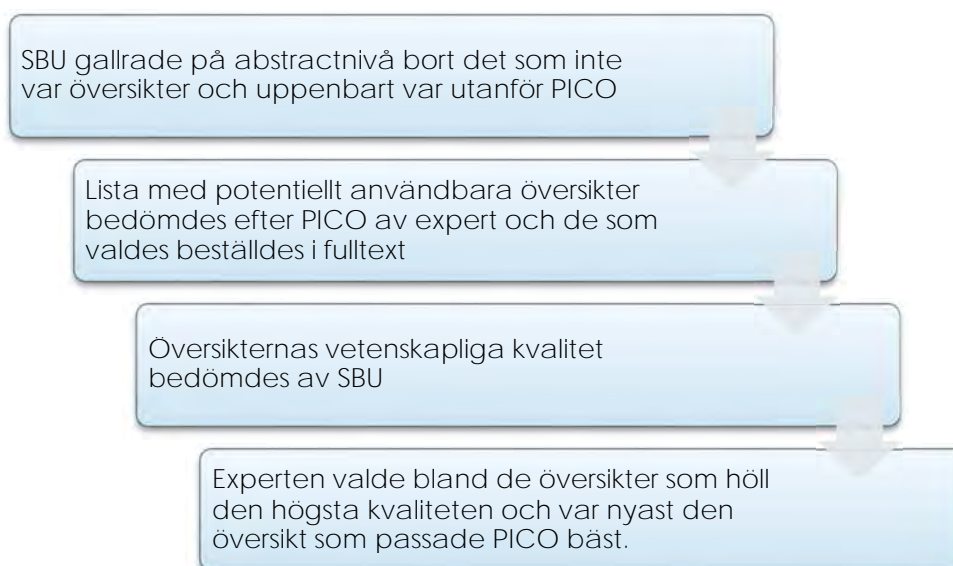 SBU gallrade på abstractnivå bort det som inte
var översikter och uppenbart var utanför PICO
Lista med potentiellt användbara översikter
bedömdes efter PICO av expert och de som
valdes beställdes i fulltext
Översikternas vetenskapliga kvalitet
bedömdes av SBU
Experten valde bland de översikter som höll
den högsta kvaliteten och var nyast den
översikt som passade PICO bäst.